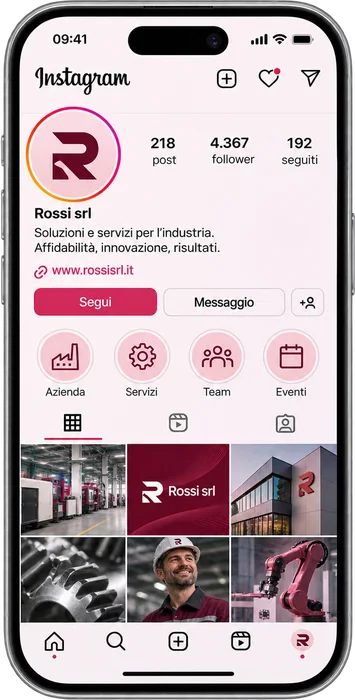 09:41
Instagram
218
4.367
192
post
follower
seguiti
Rossi srl
Soluzioni e servizi per l'industria.
Affidabilità, innovazione, risultati.
www.rossisrl.it
Segui
Messaggio
Azienda
Servizi
Team
Eventi
R Rossi srl